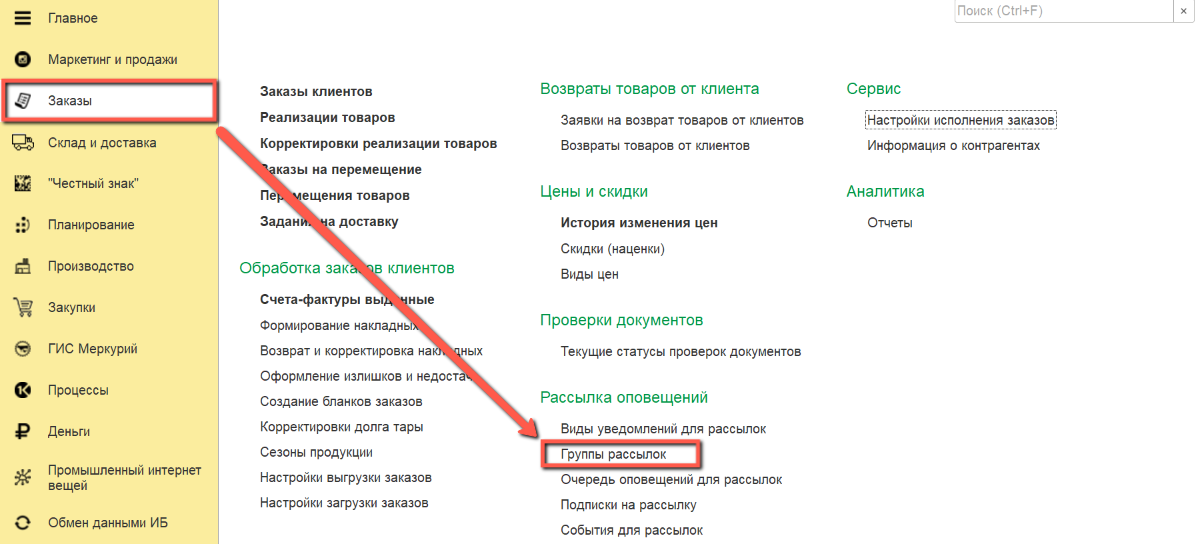 Главное
Маркетинг и продажи
Заказы
Склад и доставка
"Честный знак"
Планирование
Производство
Закупки
ГИС Меркурий
Процессы
Деньги
Промышленный интернет
вещей
Обмен данными ИБ
Поиск (Ctrl+F)
×
Заказы клиентов
Реализации товаров
Корректировки реализации товаров
Заказы на перемещение
Перемещения товаров
Задания на доставку
Обработка заказов клиентов
Счета-фактуры выданные
Формирование накладных
Возврат и корректировка накладных
Оформление излишков и недостач
Создание бланков заказов
Корректировки долга тары
Сезоны продукции
Настройки выгрузки заказов
Настройки загрузки заказов
Возвраты товаров от клиента
Заявки на возврат товаров от клиентов
Возвраты товаров от клиентов
Цены и скидки
История изменения цен
Скидки (наценки)
Виды цен
Проверки документов
Текущие статусы проверок документов
Рассылка оповещений
Виды уведомлений для рассылок
Группы рассылок
Очередь оповещений для рассылок
Подписки на рассылку
События для рассылок
Сервис
Настройки исполнения заказов
Информация о контрагентах
Аналитика
Отчеты